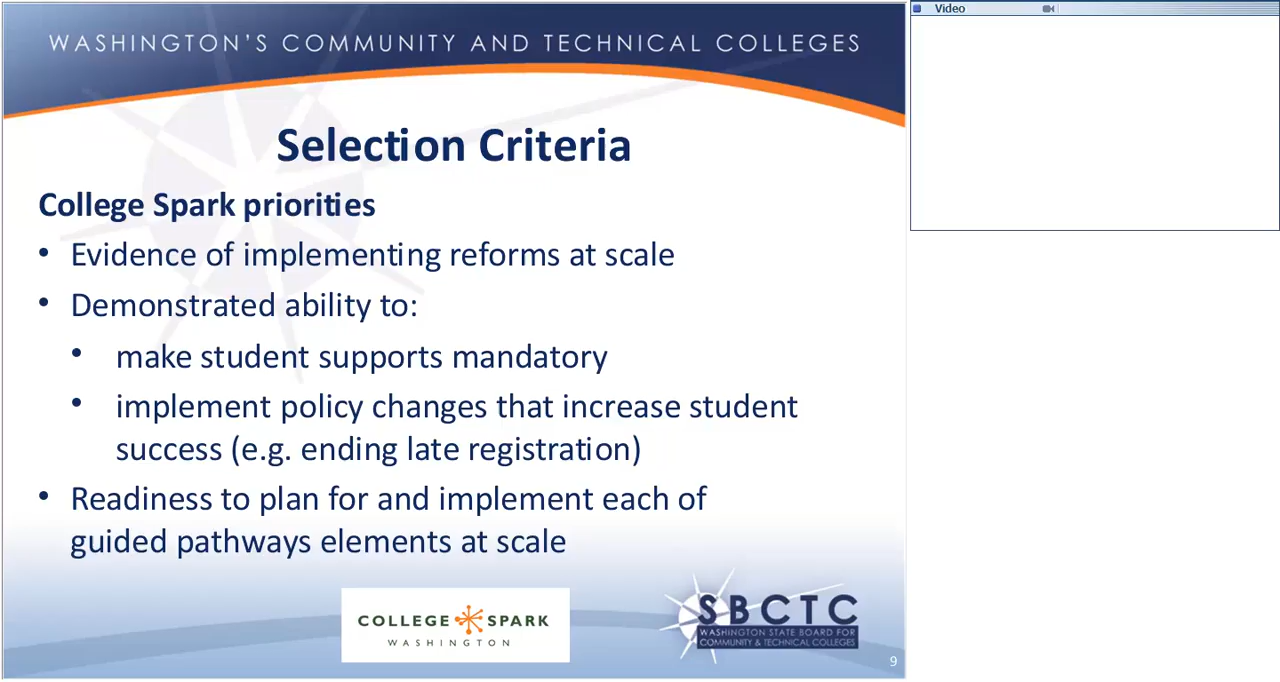 WASHINGTON'S COMMUNITY AND TECHNICAL COLLEGES
Video
Selection Criteria
College Spark priorities
• Evidence of implementing reforms at scale
• Demonstrated ability to:
• make student supports mandatory
• implement policy changes that increase student
success (e.g. ending late registration)
• Readiness to plan for and implement each of
guided pathways elements at scale
COLLEGE SPARK
WASHINGTON
SBCTC
WASHINGTON STATE BOARD FOR
COMMUNITY & TECHNICAL COLLEGES
9